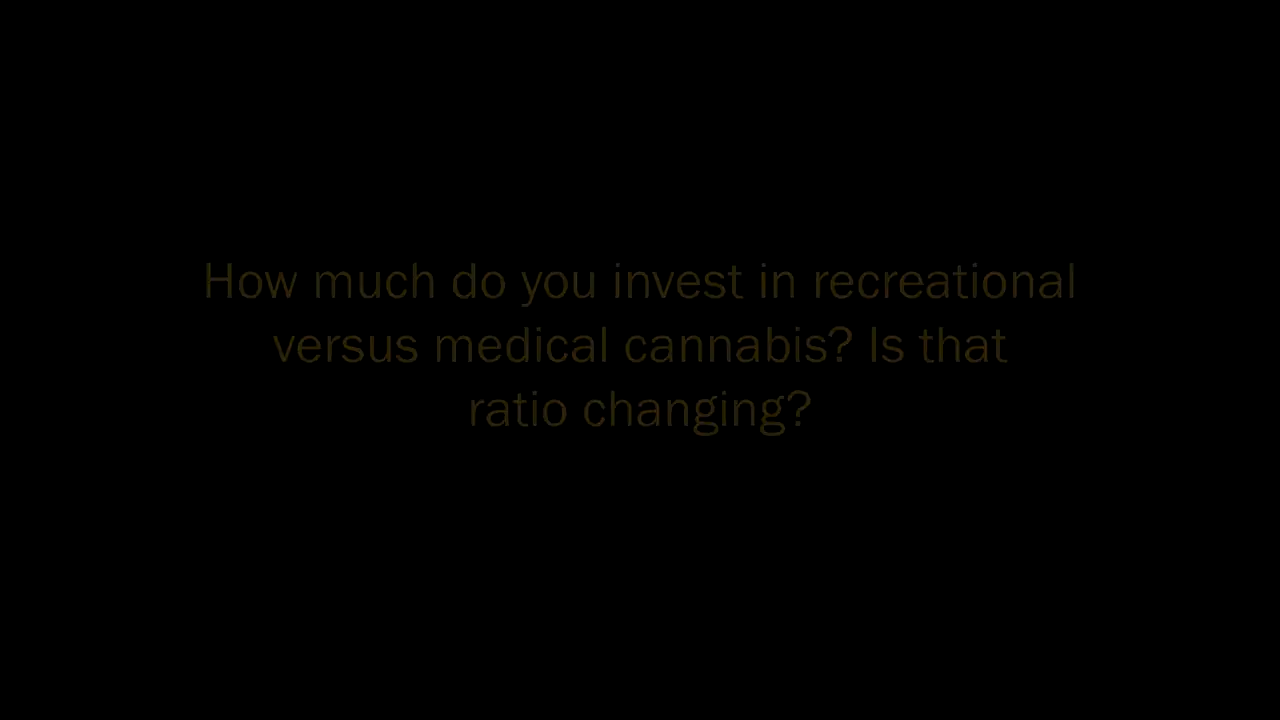 How much do you invest in recreational
versus medical cannabis? Is that
ratio changing?